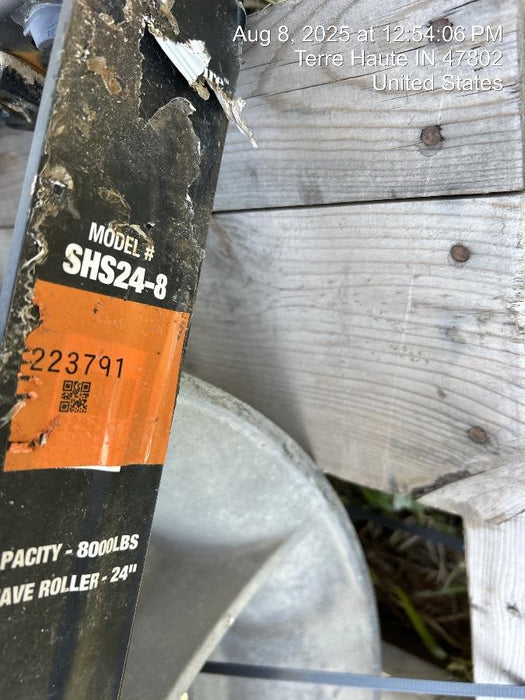 Aug 8, 2025 at 12:54:06 PM
Terre Haute IN 47802
United States
MODEL #
SHS24-8
223791
PACITY - 8000LBS
AVE ROLLER - 24"